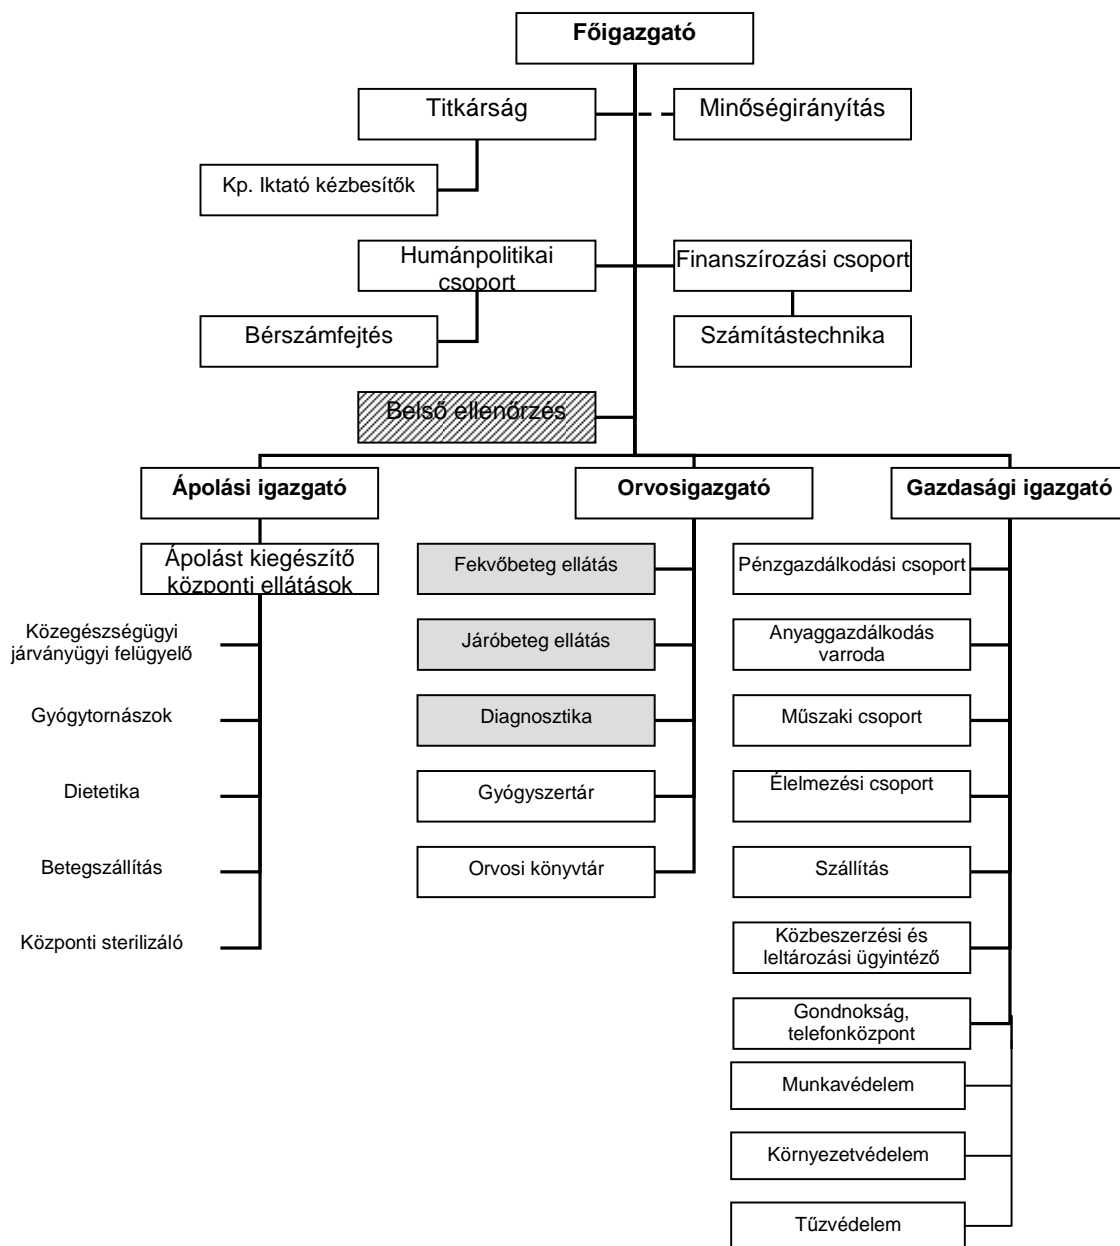 Főigazgató
Titkárság
Minőségirányítás
Kp. Iktató kézbesítők
Humánpolitikai
csoport
Finanszírozási csoport
Bérszámfejtés
Számítástechnika
Belső ellenőrzés
Ápolási igazgató
Orvosigazgató
Gazdasági igazgató
Ápolást kiegészítő
központi ellátások
Fekvőbeteg ellátás
Pénzgazdálkodási csoport
Közegészségügyi
járványügyi felügyelő
Járóbeteg ellátás
Anyaggazdálkodás
varroda
Gyógytornászok
Diagnosztika
Műszaki csoport
Dietetika
Gyógyszertár
Élelmezési csoport
Betegszállítás
Orvosi könyvtár
Szállítás
Központi sterilizáló
Közbeszerzési és
leltározási ügyintéző
Gondnokság,
telefonközpont
Munkavédelem
Környezetvédelem
Tűzvédelem